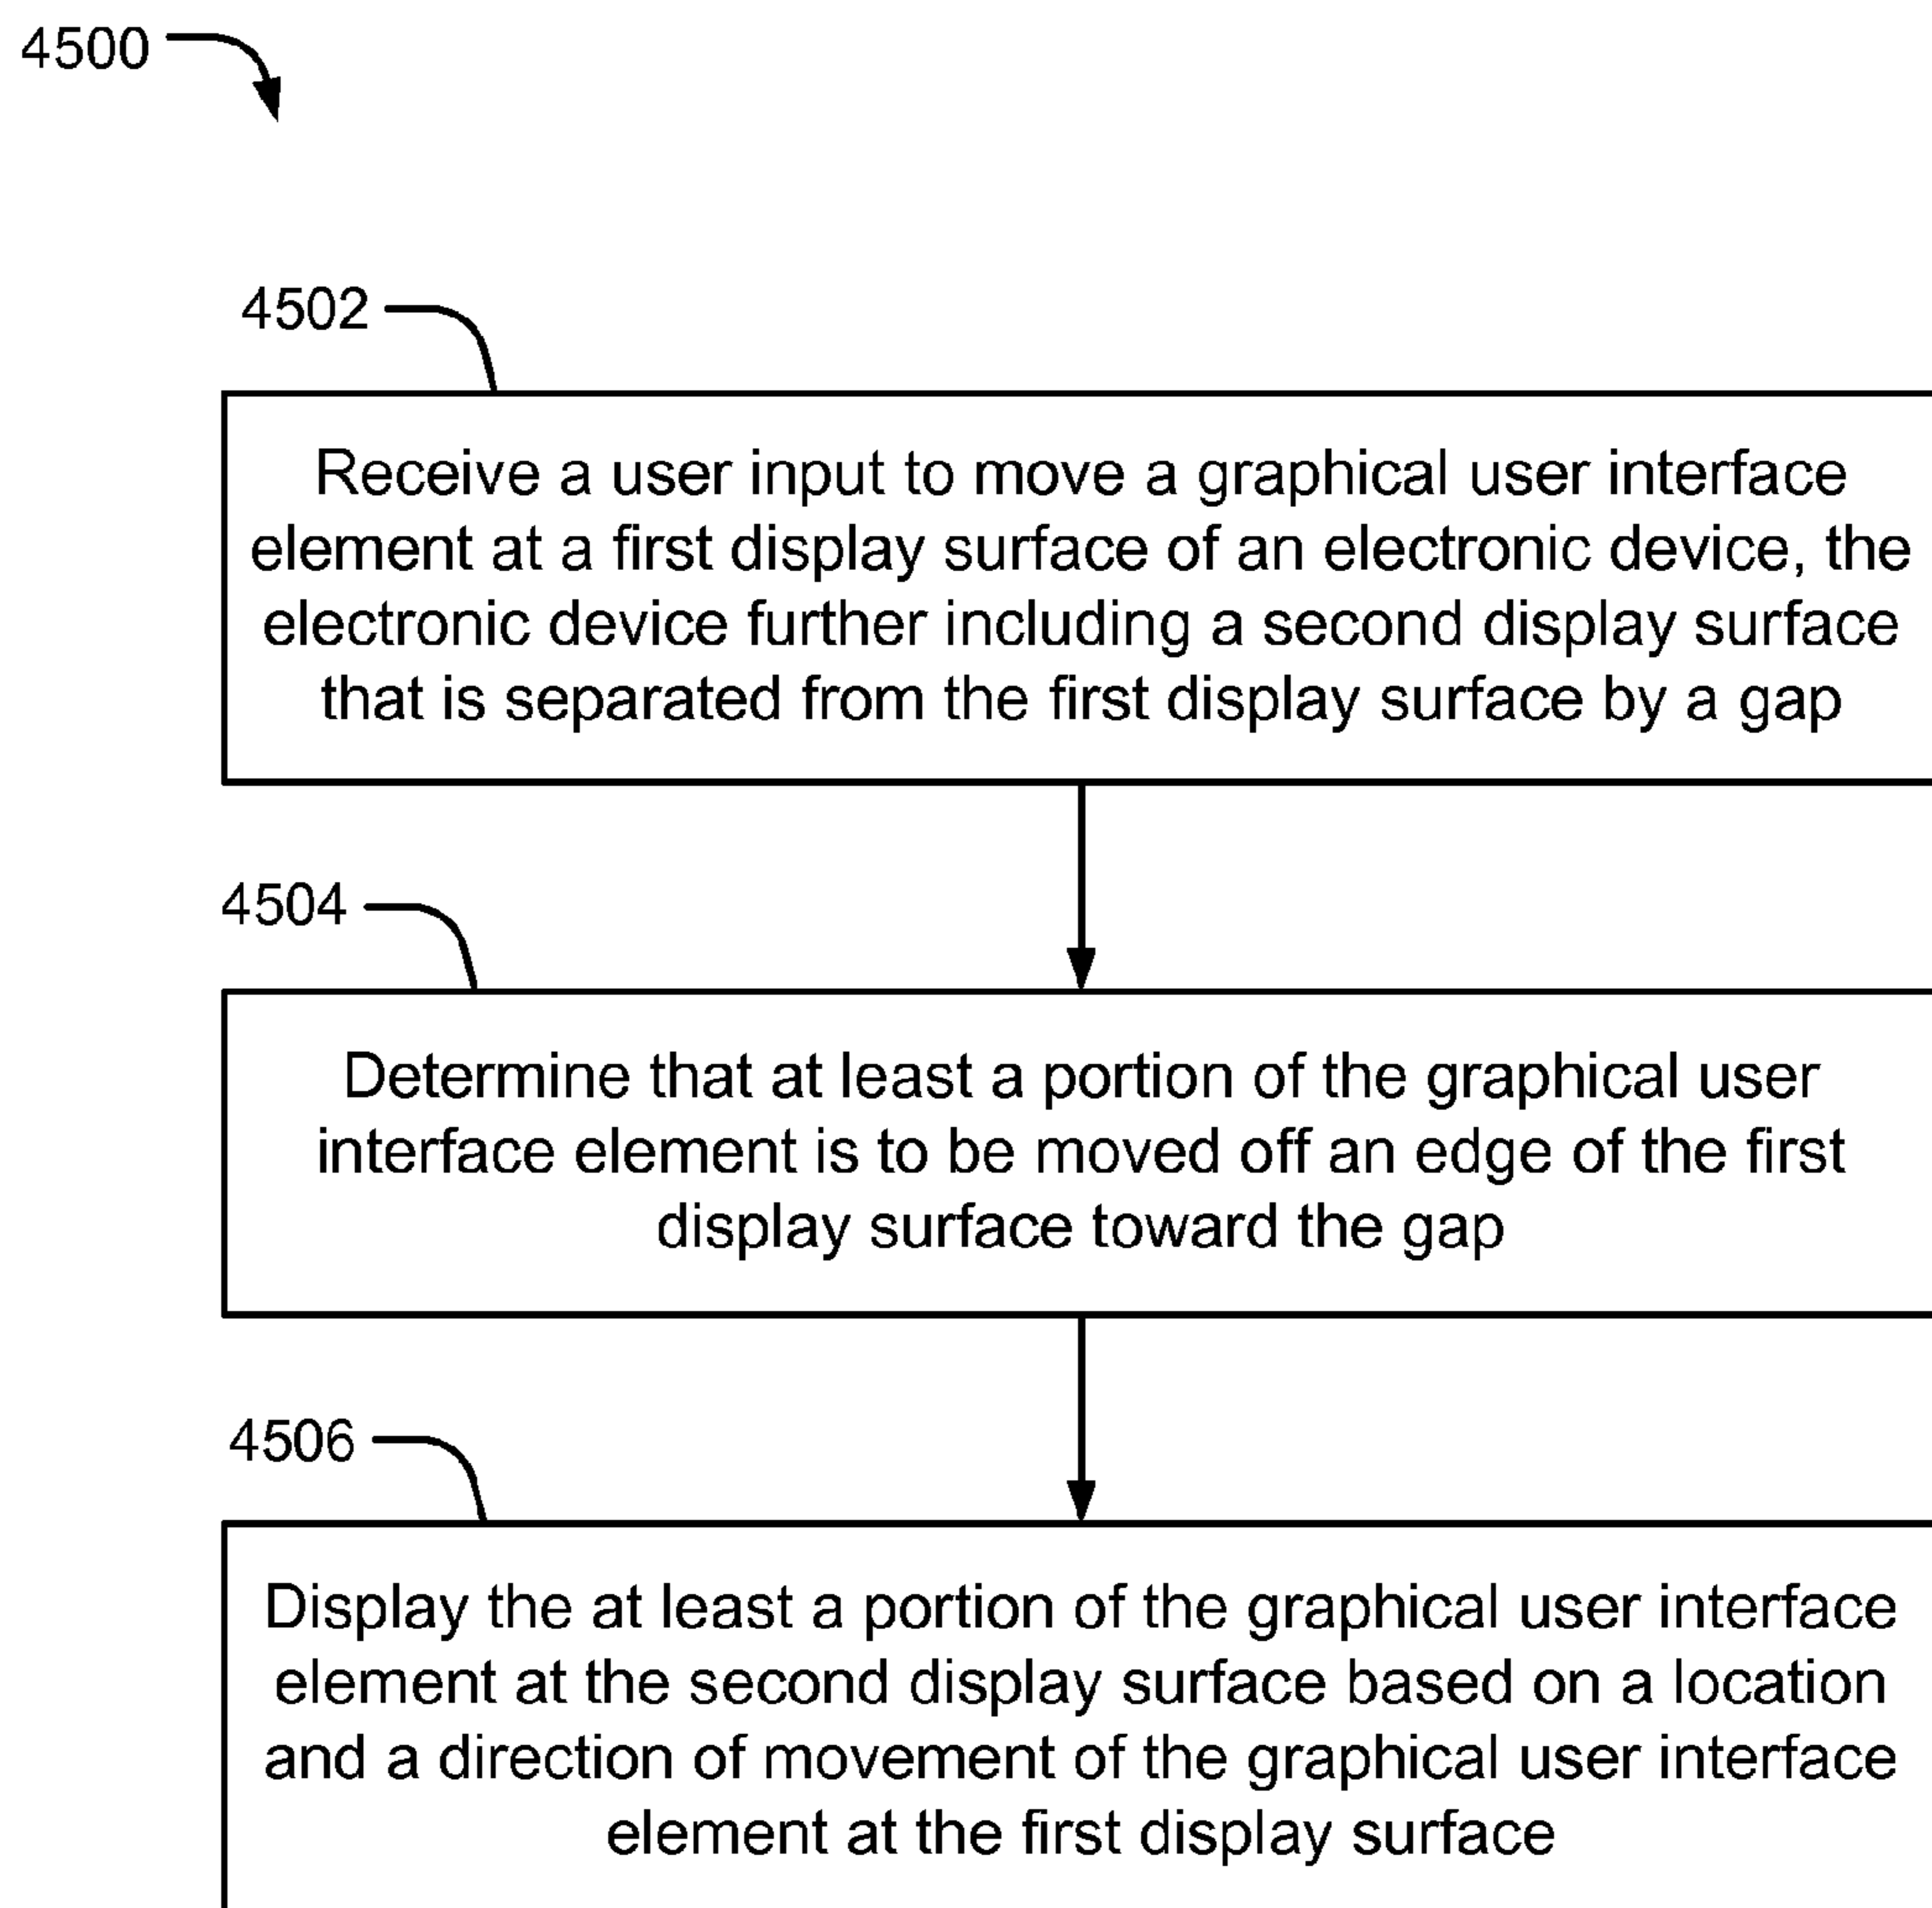 4500
4502
Receive a user input to move a graphical user interface
element at a first display surface of an electronic device, the
electronic device further including a second display surface
that is separated from the first display surface by a gap
4504
Determine that at least a portion of the graphical user
interface element is to be moved off an edge of the first
display surface toward the gap
4506
Display the at least a portion of the graphical user interface
element at the second display surface based on a location
and a direction of movement of the graphical user interface
element at the first display surface